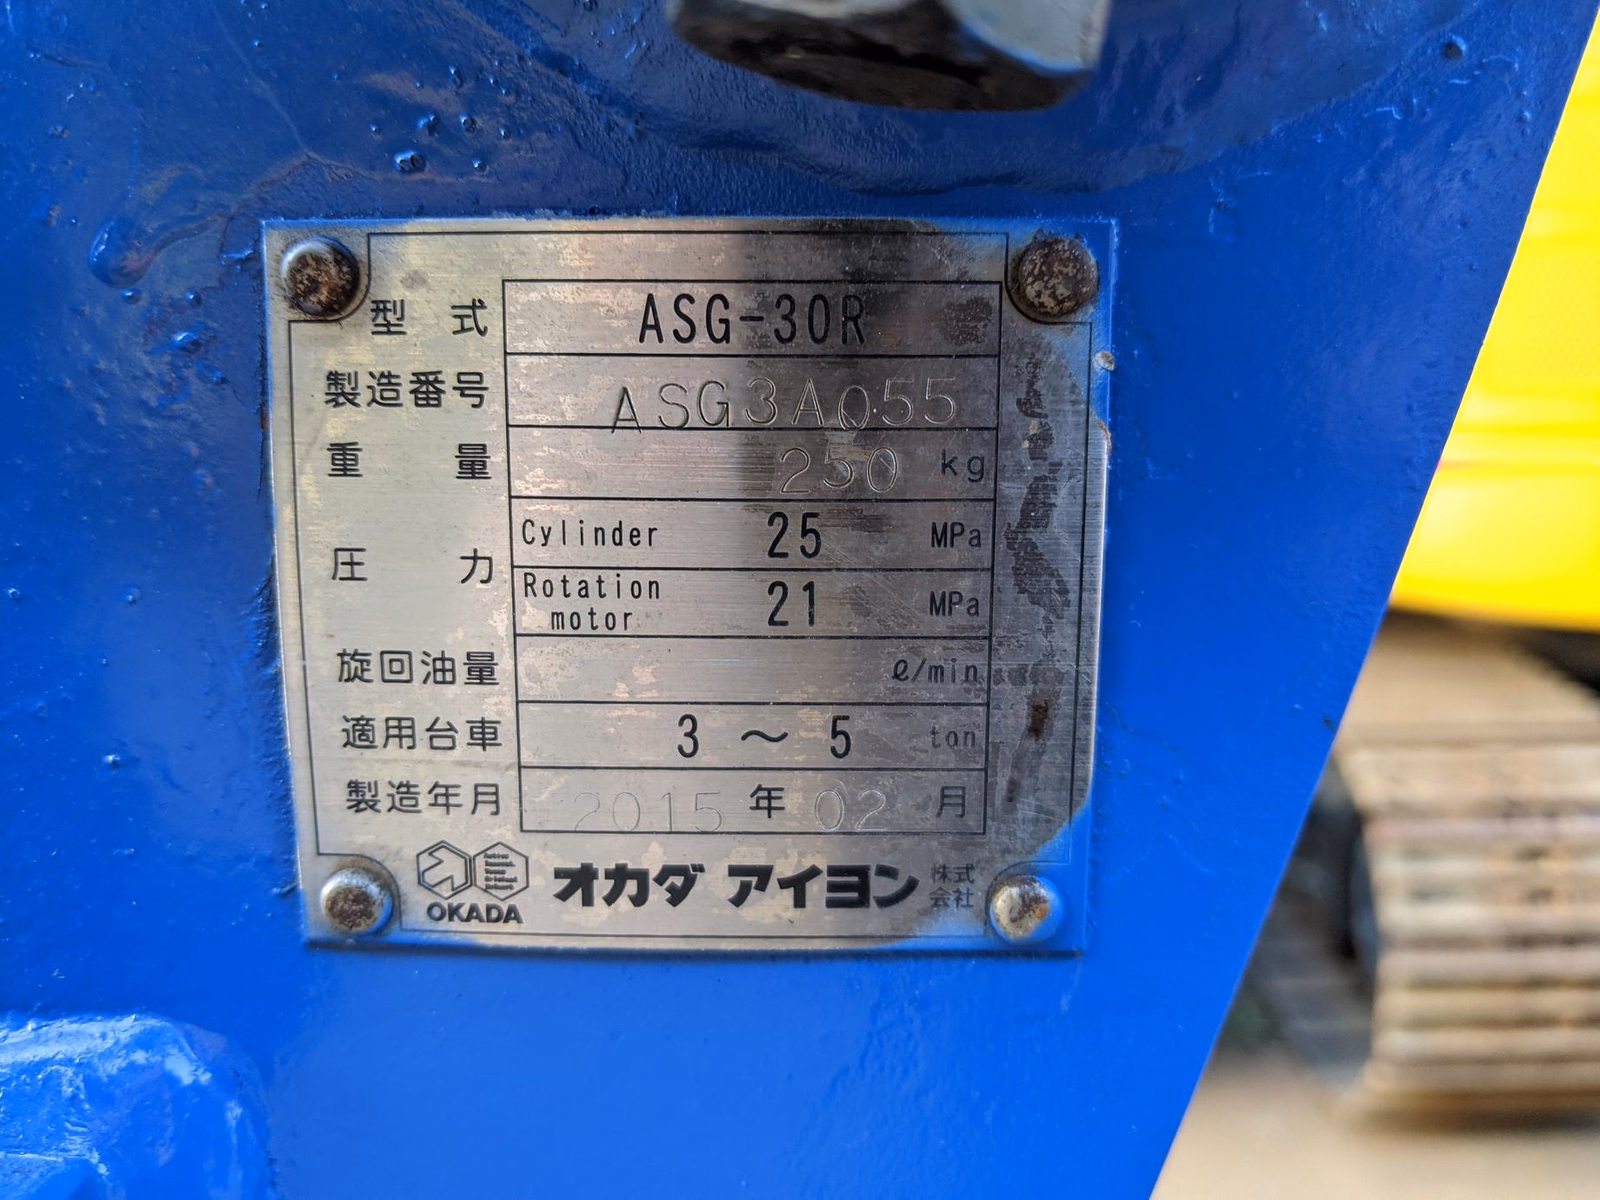 型式 ASG-30R
製造番号 ASG3A055
重量 250 kg
圧力 Cylinder 25 MPa
Rotation motor 21 MPa
旋回油量 ℓ/min
適用台車 3 〜 5 ton
製造年月 2015 年 02 月
OKADA オカダ アイヨン 株式会社